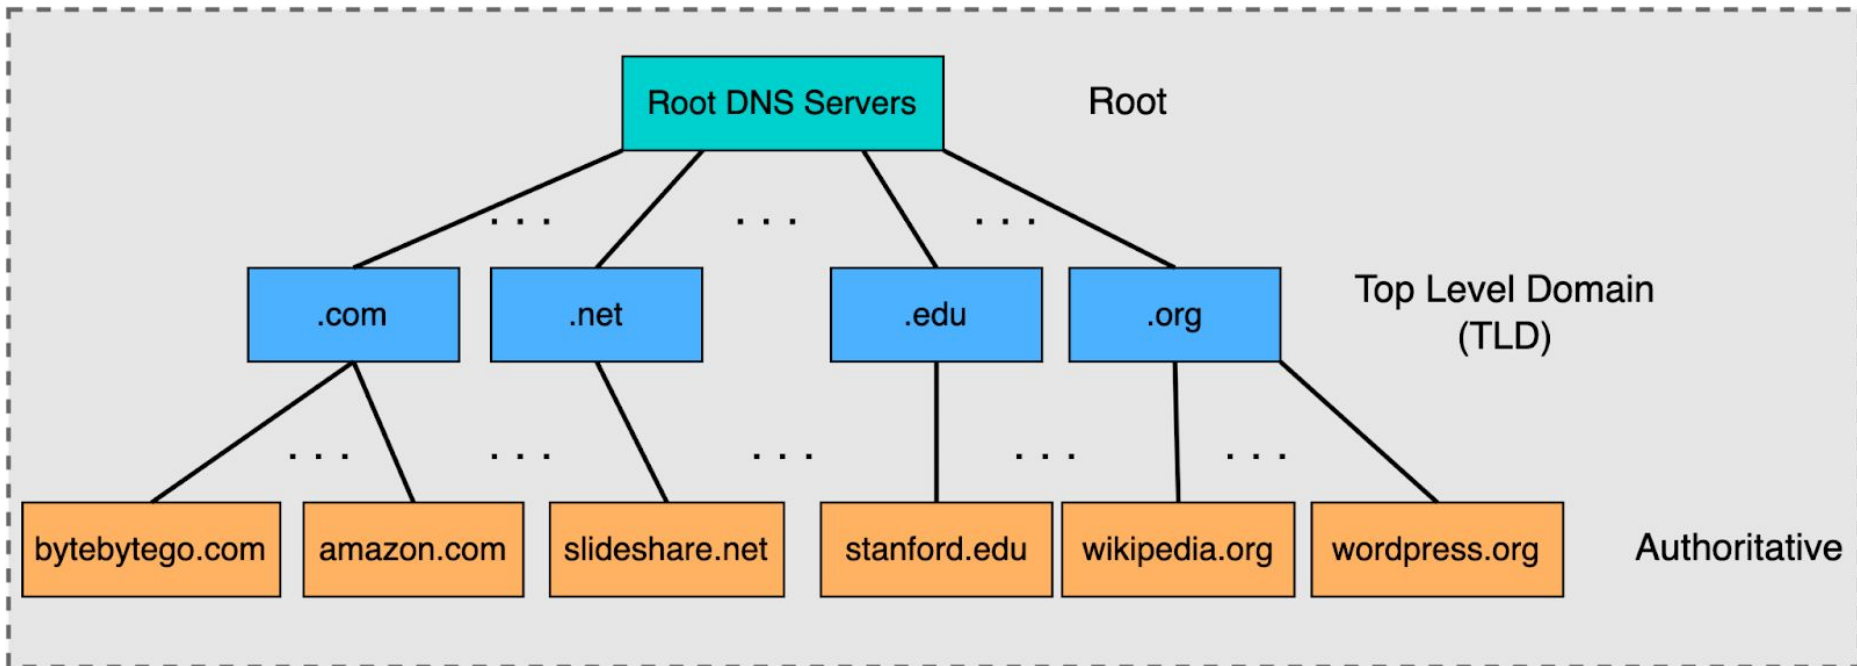 Root DNS Servers
Root
. . .
. . .
. . .
.com
.net
.edu
.org
Top Level Domain
(TLD)
. . .
. . .
. . .
. . .
. . .
bytebytego.com
amazon.com
slideshare.net
stanford.edu
wikipedia.org
wordpress.org
Authoritative